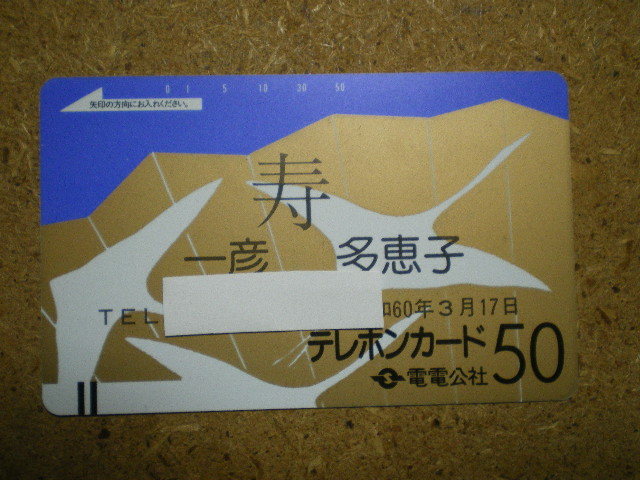 0 1 5 10 30 50
矢印の方向にお入れください。
寿
一彦 多恵子
TEL
60年3月17日
テレホンカード 50
電電公社